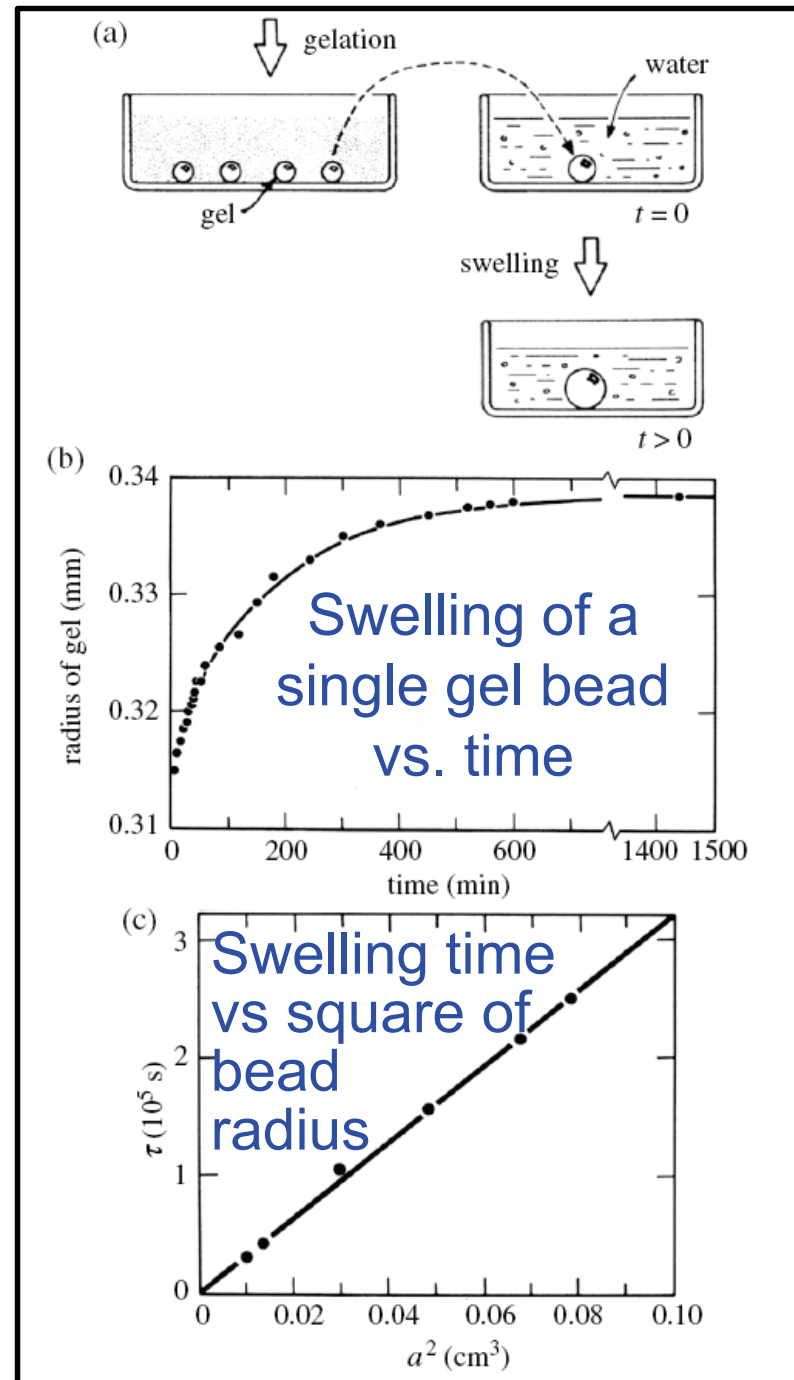 (a)
gelation
water
gel
t = 0
swelling
t > 0
(b)
0.34
0.33
0.32
0.31
radius of gel (mm)
Swelling of a
single gel bead
vs. time
0 200 400 600 1400 1500
time (min)
(c)
3
2
1
0
τ (10⁵ s)
Swelling time
vs square of
bead
radius
0 0.02 0.04 0.06 0.08 0.10
a² (cm³)